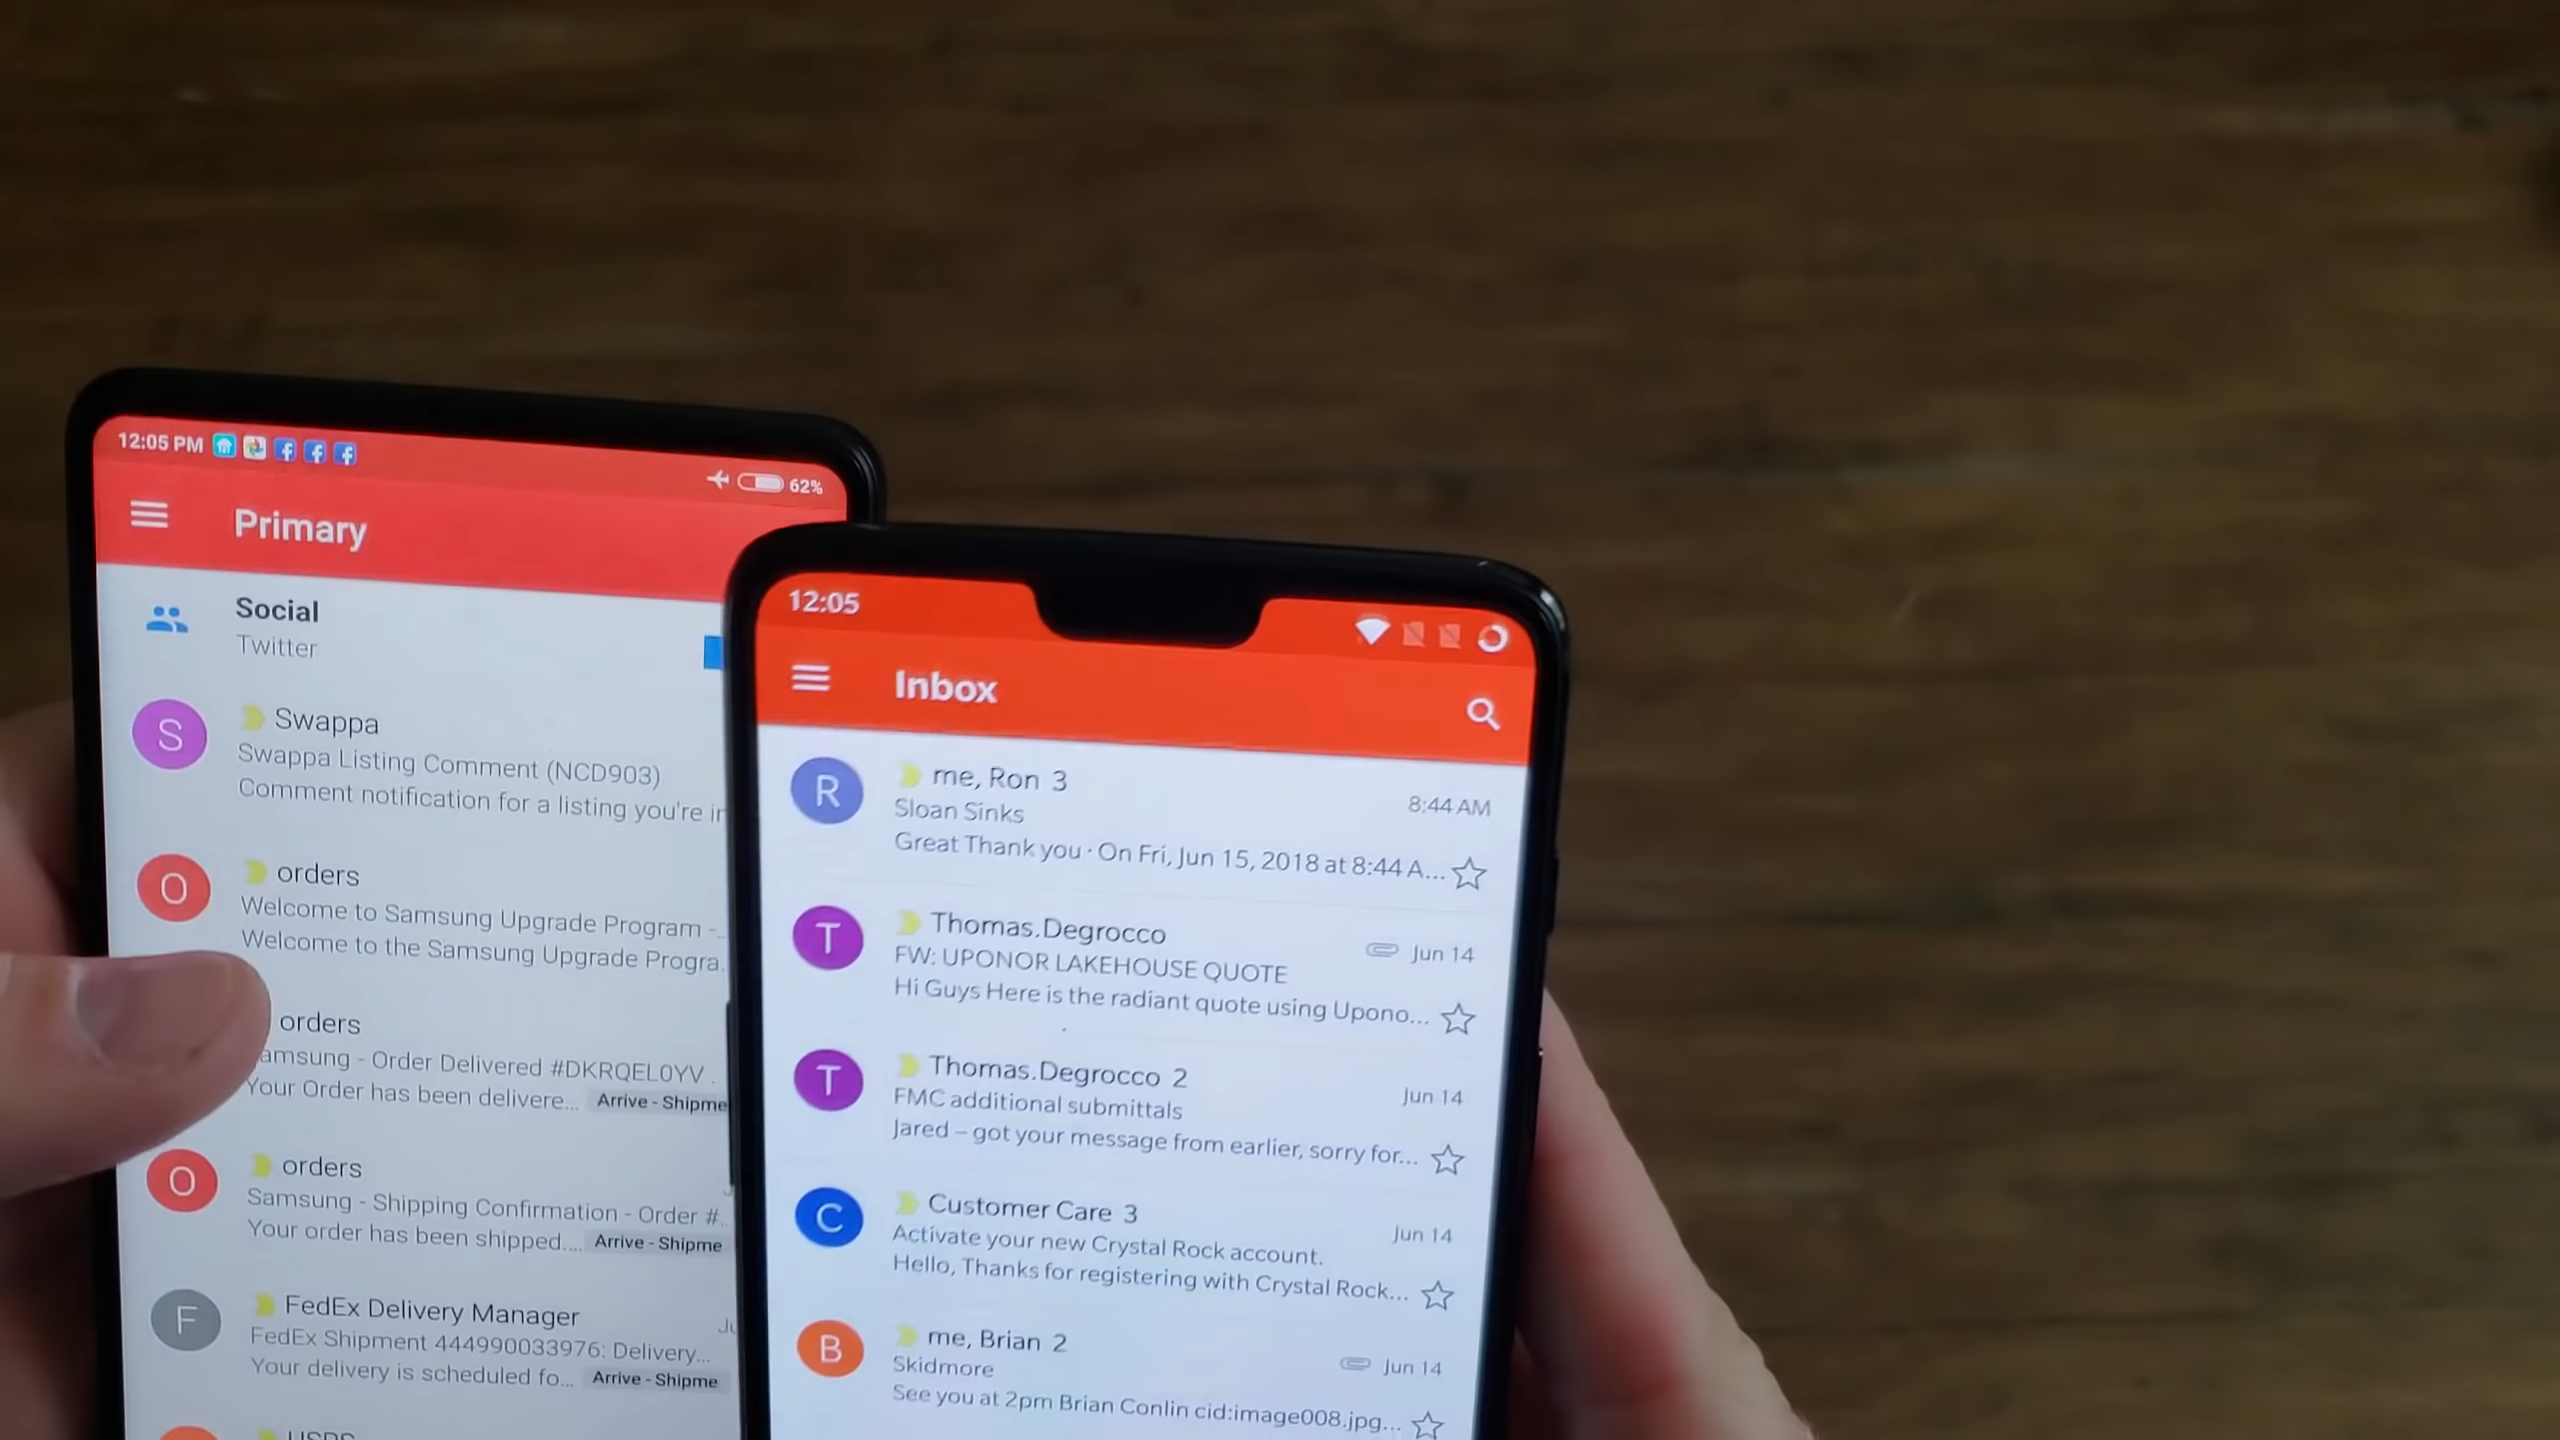 12:05 PM
62%
Primary
Social
Twitter
S
Swappa
Swappa Listing Comment (NCD903)
Comment notification for a listing you're in
O
orders
Welcome to Samsung Upgrade Program -...
Welcome to the Samsung Upgrade Progra.
orders
amsung - Order Delivered #DKRQEL0YV .
Your Order has been delivere... Arrive - Shipme
O
orders
Samsung - Shipping Confirmation - Order #..
Your order has been shipped.... Arrive - Shipme
F
FedEx Delivery Manager
Ju
FedEx Shipment 444990033976: Delivery...
Your delivery is scheduled fo... Arrive - Shipme
USPS
12:05
Inbox
R
me, Ron 3
8:44 AM
Sloan Sinks
Great Thank you · On Fri, Jun 15, 2018 at 8:44 A...
T
Thomas.Degrocco
Jun 14
FW: UPONOR LAKEHOUSE QUOTE
Hi Guys Here is the radiant quote using Upono...
T
Thomas.Degrocco 2
Jun 14
FMC additional submittals
Jared – got your message from earlier, sorry for...
C
Customer Care 3
Jun 14
Activate your new Crystal Rock account.
Hello, Thanks for registering with Crystal Rock...
B
me, Brian 2
Jun 14
Skidmore
See you at 2pm Brian Conlin cid:image008.jpg...